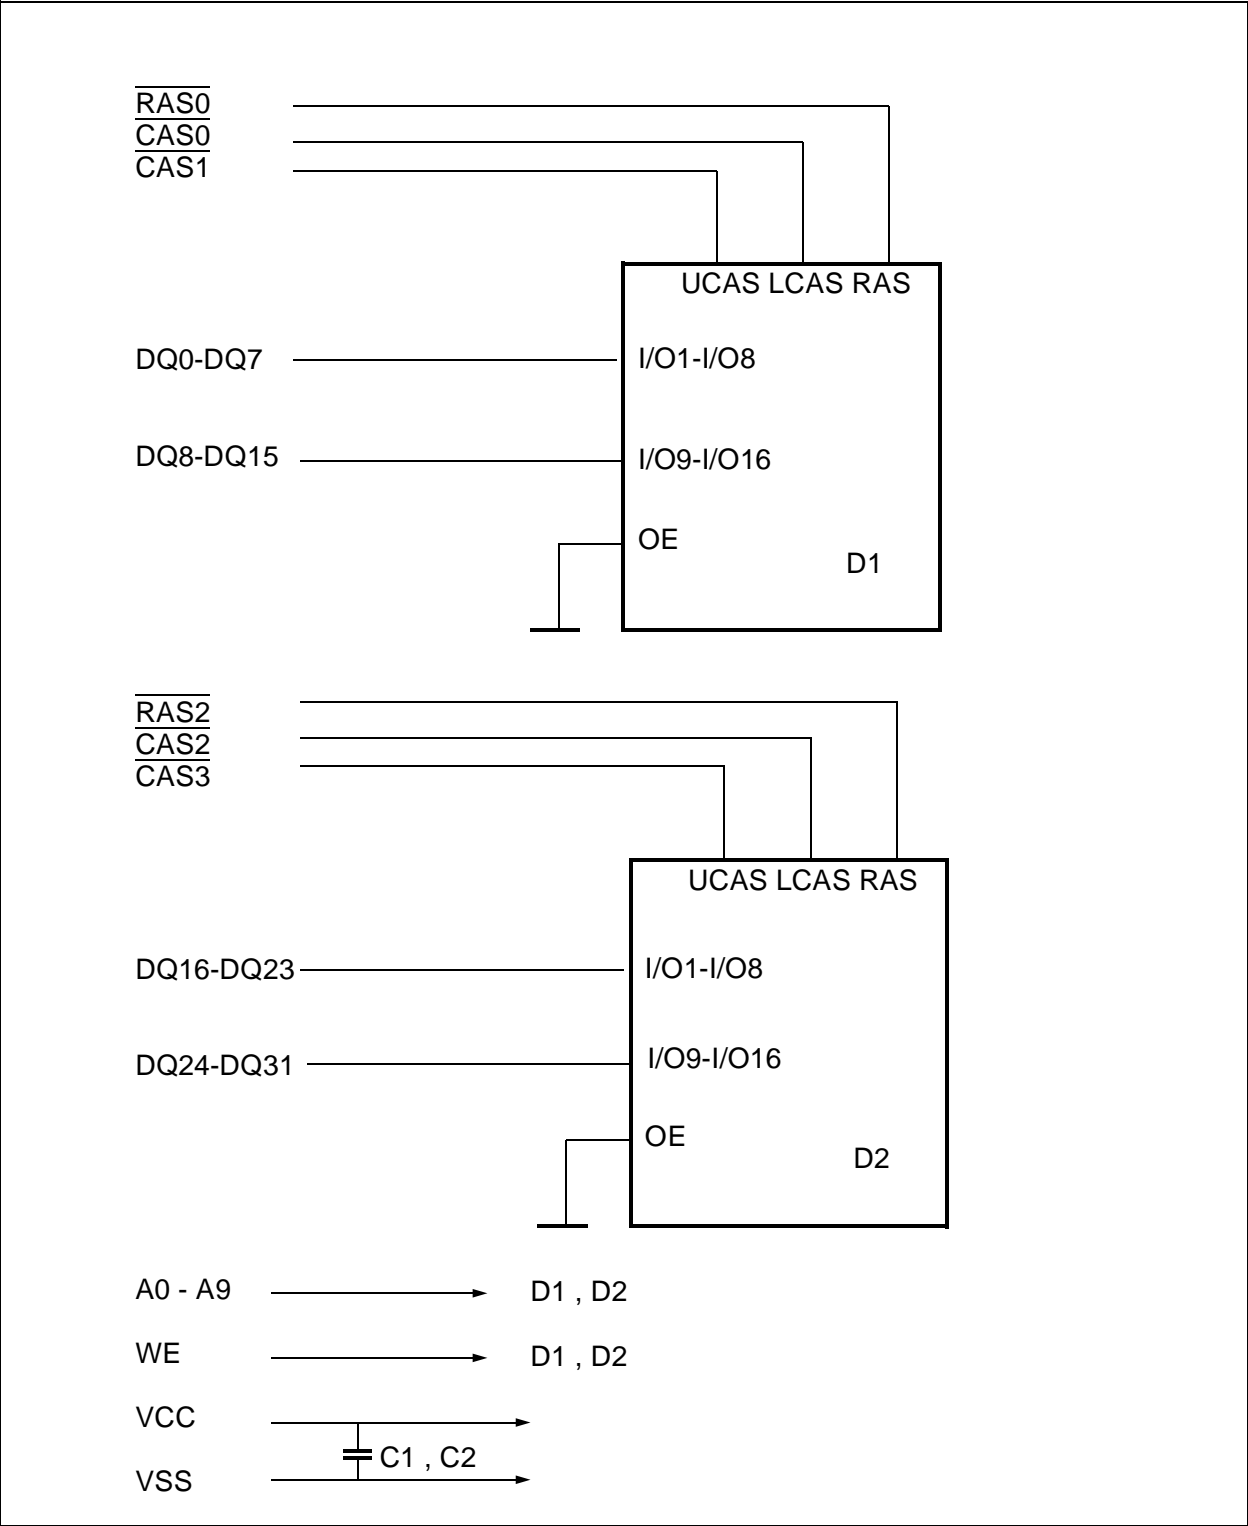 RAS0
CAS0
CAS1
UCAS LCAS RAS
DQ0-DQ7
I/O1-I/O8
DQ8-DQ15
I/O9-I/O16
OE
D1
RAS2
CAS2
CAS3
UCAS LCAS RAS
DQ16-DQ23
I/O1-I/O8
DQ24-DQ31
I/O9-I/O16
OE
D2
A0 - A9
D1 , D2
WE
D1 , D2
VCC
C1 , C2
VSS